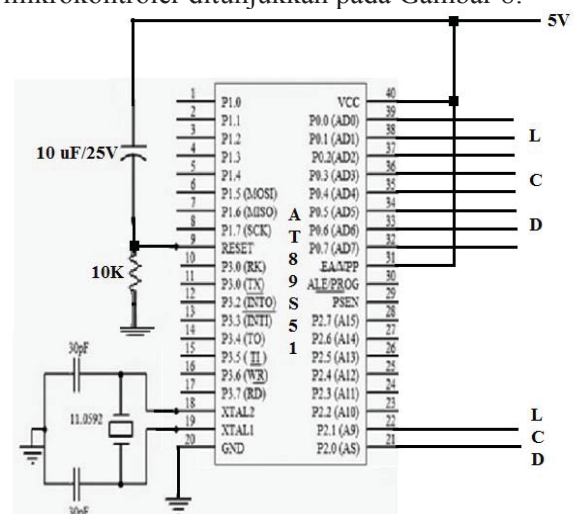 mikrokontroler ditunjukkan pada Gambar 8.
5V
10 uF/25V
10K
30pF
11.0592
30pF
AT89S51
1 P1.0
2 P1.1
3 P1.2
4 P1.3
5 P1.4
6 P1.5 (MOSI)
7 P1.6 (MISO)
8 P1.7 (SCK)
9 RESET
10 P3.0 (RX)
11 P3.0 (TX)
12 P3.2 (INTO)
13 P3.3 (INTI)
14 P3.4 (TO)
15 P3.5 (TI)
16 P3.6 (WR)
17 P3.7 (RD)
18 XTAL2
19 XTAL1
20 GND
VCC 40
P0.0 (AD0) 39
P0.1 (AD1) 38
P0.2(AD2) 37
P0.3 (AD3) 36
P0.4 (AD4) 35
P0.5 (AD5) 34
P0.6 (AD6) 33
P0.7 (AD7) 32
EA/VPP 31
ALE/PROG 30
PSEN 29
P2.7 (A15) 28
P2.6 (A14) 27
P2.5 (A13) 26
P2.4 (A12) 25
P2.3 (A11) 24
P2.2 (A10) 23
P2.1 (A9) 22
P2.0 (A8) 21
L
C
D
L
C
D